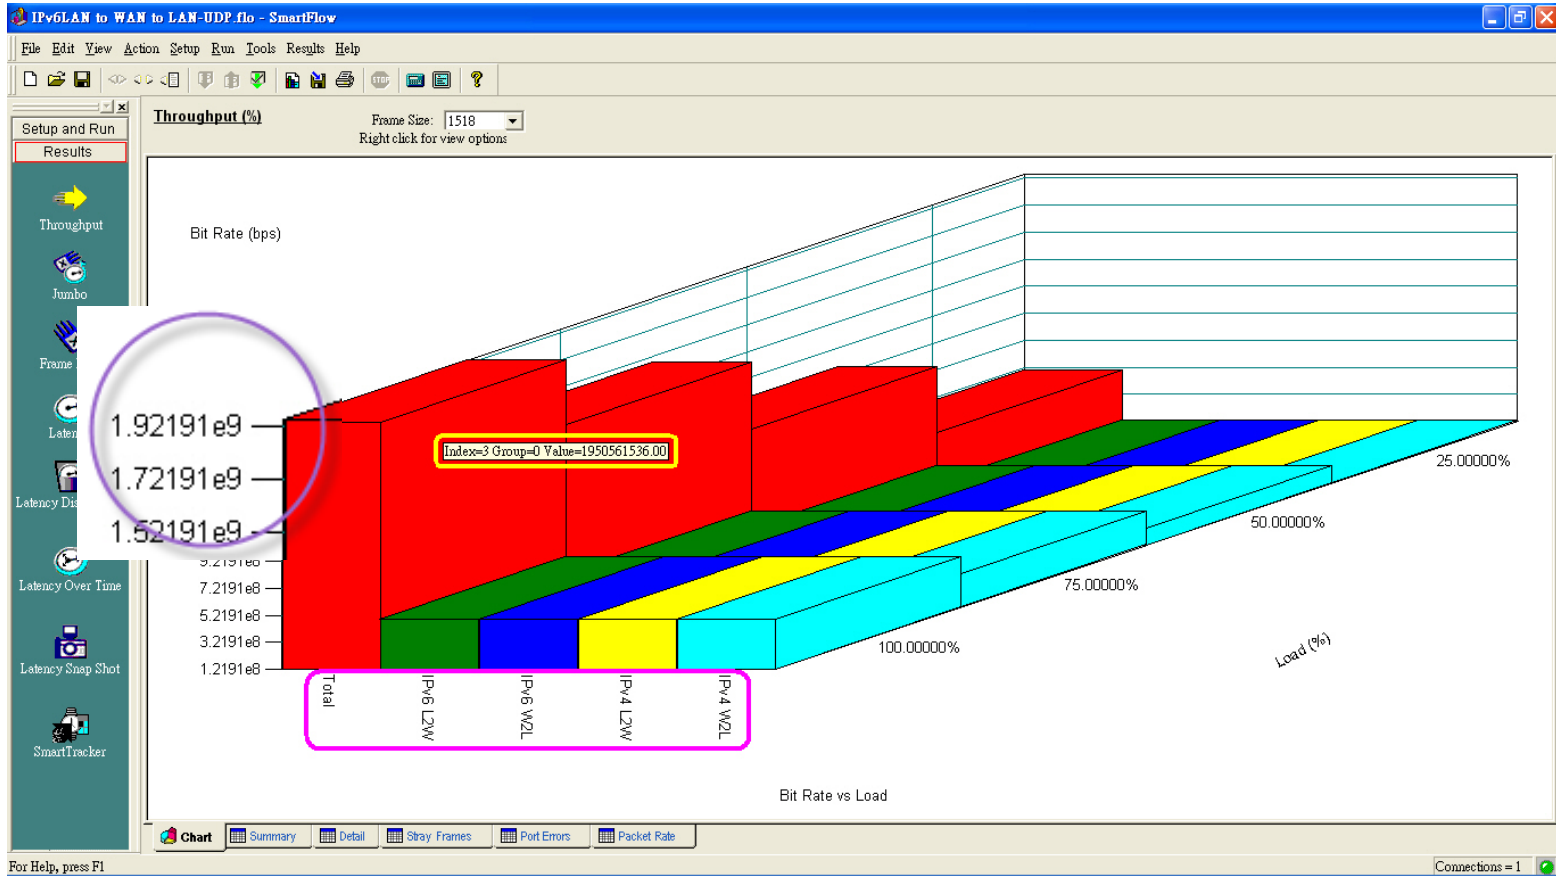 IPv6LAN to WAN to LAN-UDP.flo - SmartFlow
File Edit View Action Setup Run Tools Results Help
STOP
Setup and Run
Results
Throughput
Jumbo
Frame
Laten
Latency Dis
Latency Over Time
Latency Snap Shot
SmartTracker
Throughput (%)
Frame Size: 1518
Right click for view options
Bit Rate (bps)
1.92191e9
1.72191e9
1.52191e9
9.2191e8
7.2191e8
5.2191e8
3.2191e8
1.2191e8
Index=3 Group=0 Value=1950561536.00
Total
IPv6 L2W
IPv6 W2L
IPv4 L2W
IPv4 W2L
100.00000%
75.00000%
50.00000%
25.00000%
Load (%)
Bit Rate vs Load
Chart Summary Detail Stray Frames Port Errors Packet Rate
For Help, press F1
Connections = 1